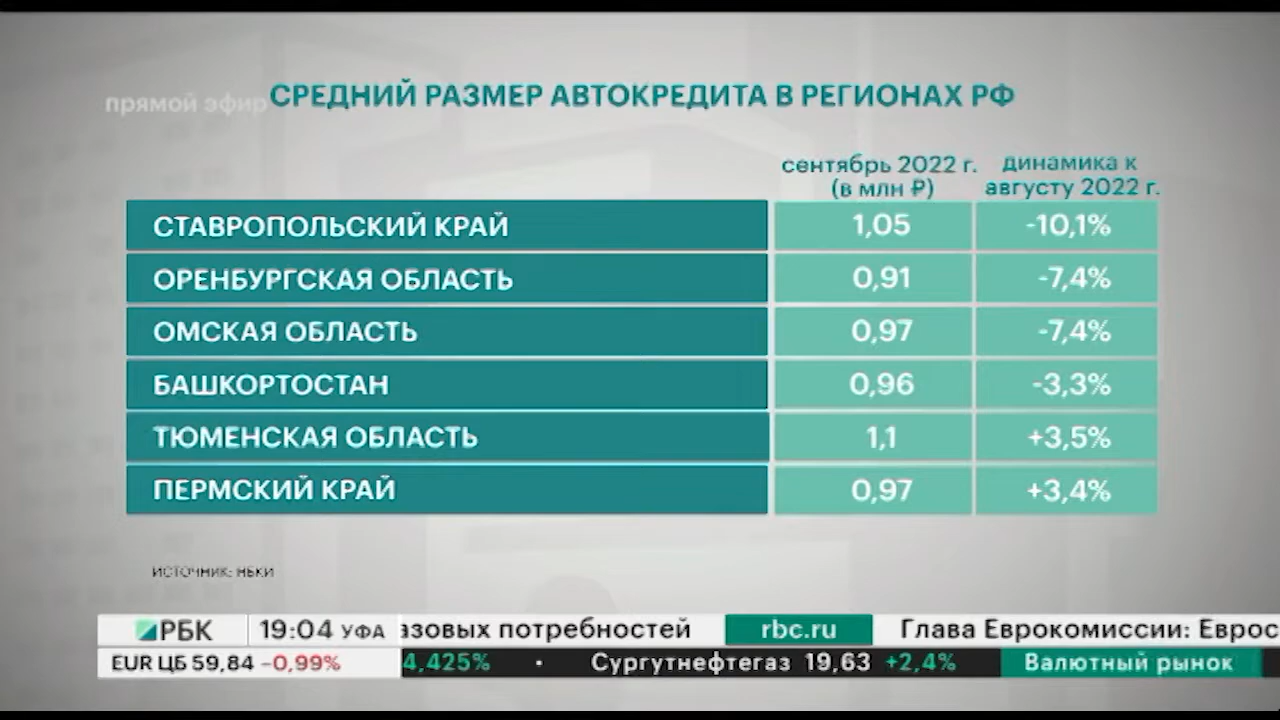 прямой эфир
СРЕДНИЙ РАЗМЕР АВТОКРЕДИТА В РЕГИОНАХ РФ
сентябрь 2022 г. динамика к
(в млн ₽) августу 2022 г.
СТАВРОПОЛЬСКИЙ КРАЙ 1,05 -10,1%
ОРЕНБУРГСКАЯ ОБЛАСТЬ 0,91 -7,4%
ОМСКАЯ ОБЛАСТЬ 0,97 -7,4%
БАШКОРТОСТАН 0,96 -3,3%
ТЮМЕНСКАЯ ОБЛАСТЬ 1,1 +3,5%
ПЕРМСКИЙ КРАЙ 0,97 +3,4%
ИСТОЧНИК: НБКИ
РБК 19:04 УФА азовых потребностей rbc.ru Глава Еврокомиссии: Еврос
EUR ЦБ 59,84 -0,99% 4,425% · Сургутнефтегаз 19,63 +2,4% Валютный рынок